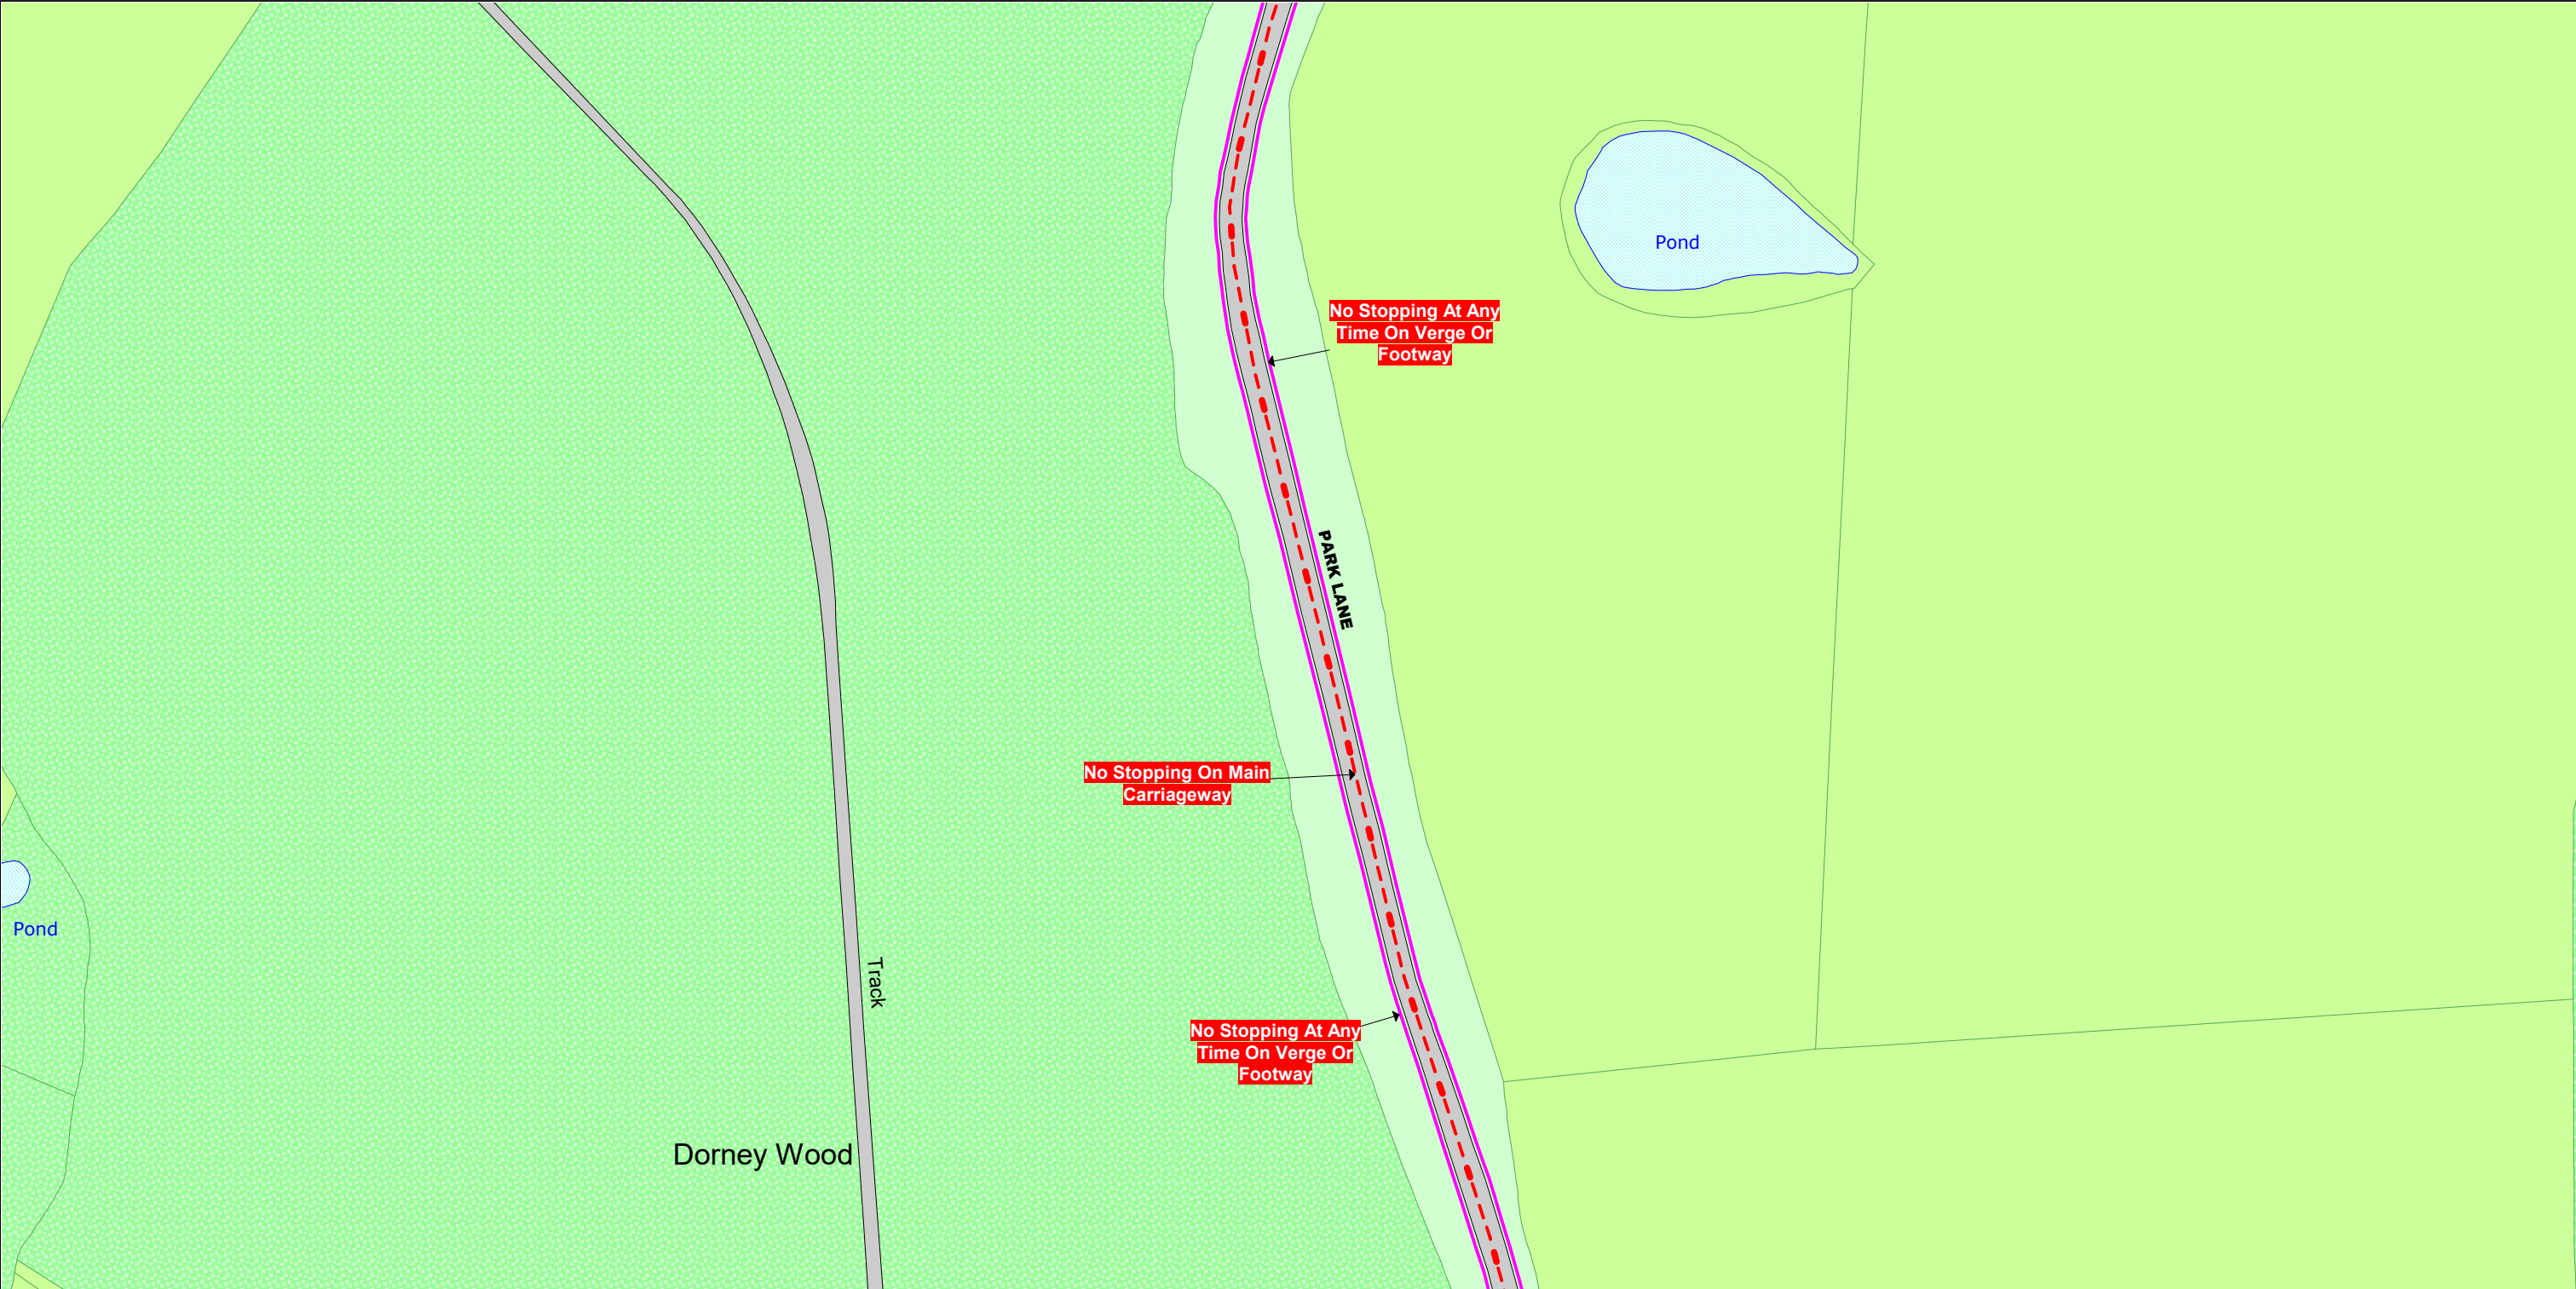 Pond
No Stopping At Any
Time On Verge Or
Footway
PARK LANE
No Stopping On Main
Carriageway
Pond
Track
No Stopping At Any
Time On Verge Or
Footway
Dorney Wood